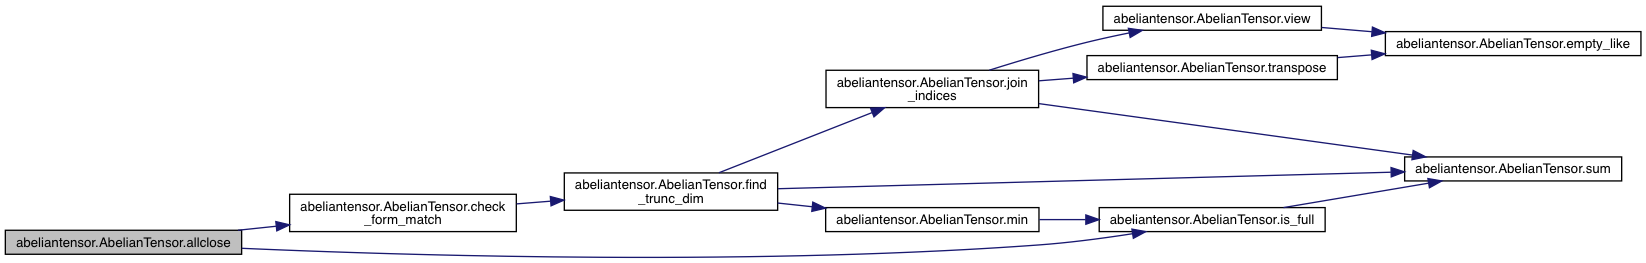 abeliantensor.AbelianTensor.allclose
abeliantensor.AbelianTensor.check
_form_match
abeliantensor.AbelianTensor.find
_trunc_dim
abeliantensor.AbelianTensor.join
_indices
abeliantensor.AbelianTensor.view
abeliantensor.AbelianTensor.empty_like
abeliantensor.AbelianTensor.transpose
abeliantensor.AbelianTensor.sum
abeliantensor.AbelianTensor.min
abeliantensor.AbelianTensor.is_full